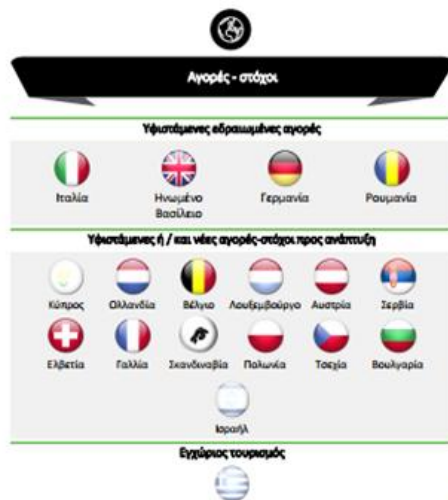 Αγορές - στόχοι
Υφιστάμενες εδραιωμένες αγορές
Ιταλία Ηνωμένο Βασίλειο Γερμανία Ρουμανία
Υφιστάμενες ή / και νέες αγορές-στόχοι προς ανάπτυξη
Κύπρος Ολλανδία Βέλγιο Λουξεμβούργο Αυστρία Σερβία
Ελβετία Γαλλία Σκανδιναβία Πολωνία Τσεχία Βουλγαρία
Ισραήλ
Εγχώριος τουρισμός